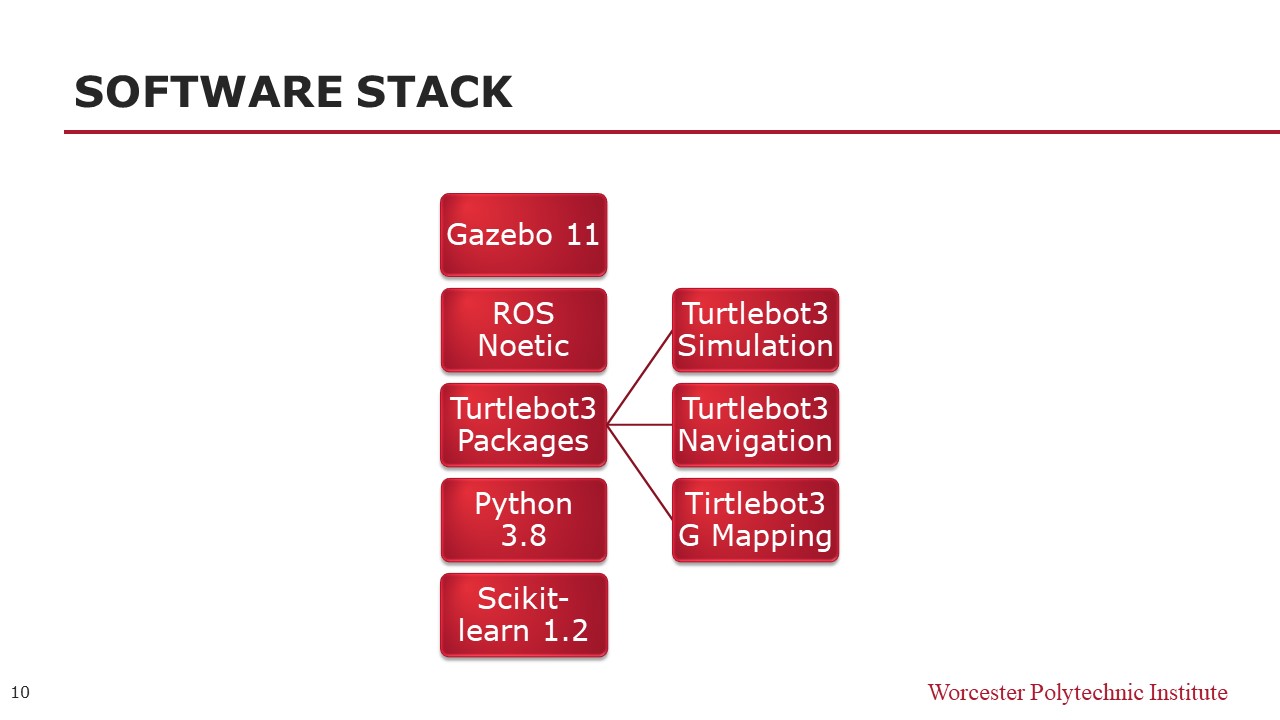 SOFTWARE STACK
Gazebo 11
ROS
Noetic
Turtlebot3
Packages
Python
3.8
Scikit-
learn 1.2
Turtlebot3
Simulation
Turtlebot3
Navigation
Tirtlebot3
G Mapping
10
Worcester Polytechnic Institute